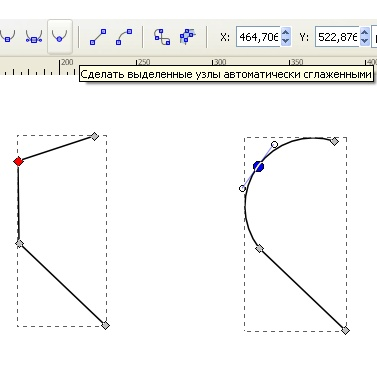 X: 464,706 Y: 522,876
200
Сделать выделенные узлы автоматически сглаженными
250 300 350 400